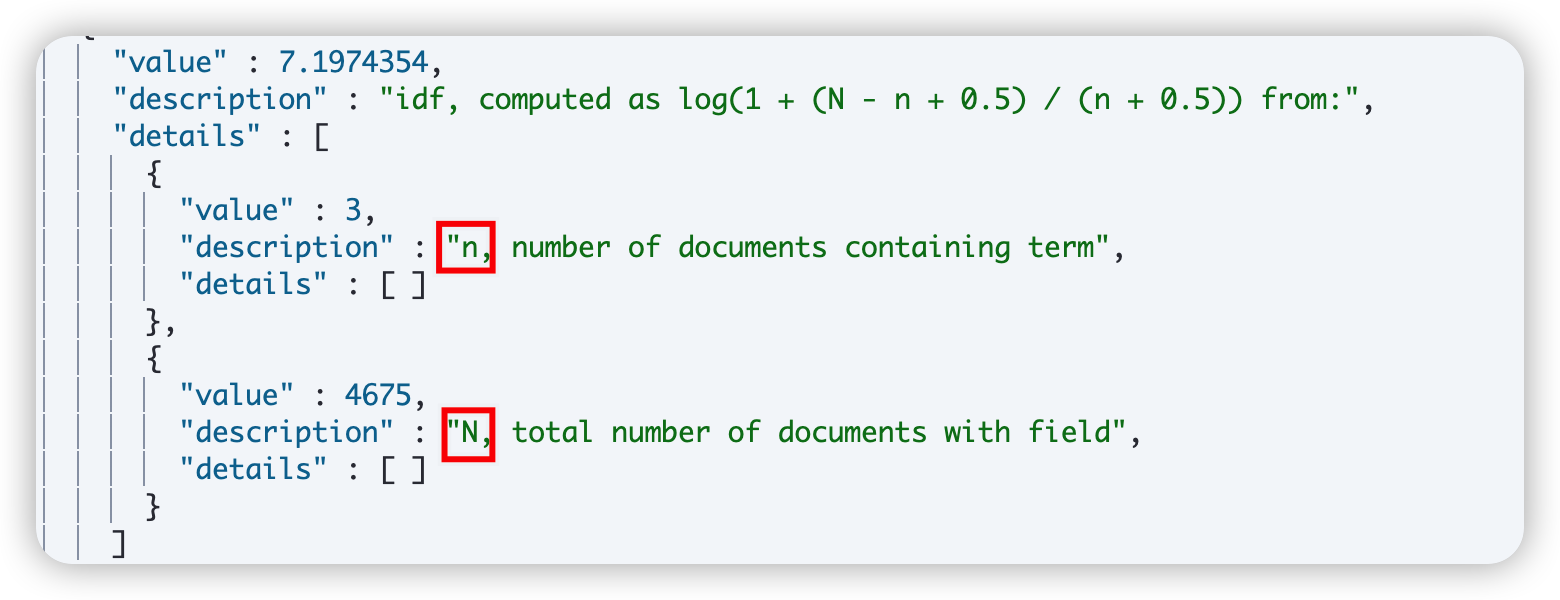 {
"value" : 7.1974354,
"description" : "idf, computed as log(1 + (N - n + 0.5) / (n + 0.5)) from:",
"details" : [
{
"value" : 3,
"description" : "n, number of documents containing term",
"details" : [ ]
},
{
"value" : 4675,
"description" : "N, total number of documents with field",
"details" : [ ]
}
]